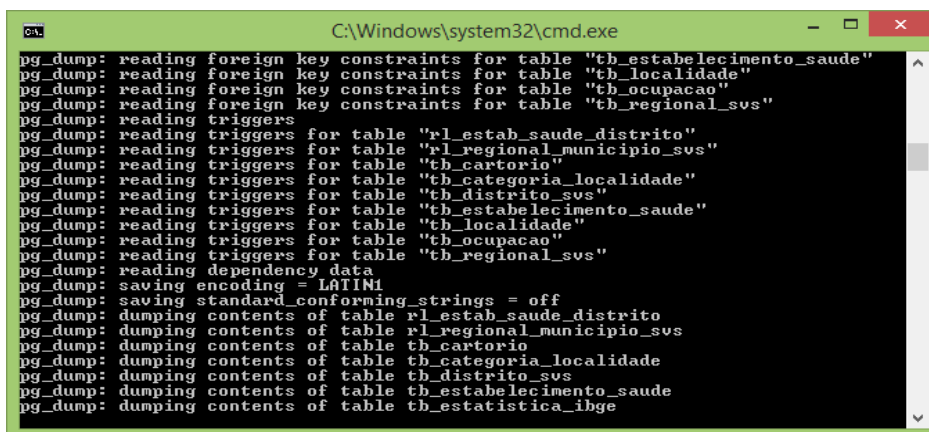 C:\Windows\system32\cmd.exe
pg_dump: reading foreign key constraints for table "tb_estabelecimento_saude"
pg_dump: reading foreign key constraints for table "tb_localidade"
pg_dump: reading foreign key constraints for table "tb_ocupacao"
pg_dump: reading foreign key constraints for table "tb_regional_svs"
pg_dump: reading triggers
pg_dump: reading triggers for table "rl_estab_saude_distrito"
pg_dump: reading triggers for table "rl_regional_municipio_svs"
pg_dump: reading triggers for table "tb_cartorio"
pg_dump: reading triggers for table "tb_categoria_localidade"
pg_dump: reading triggers for table "tb_distrito_svs"
pg_dump: reading triggers for table "tb_estabelecimento_saude"
pg_dump: reading triggers for table "tb_localidade"
pg_dump: reading triggers for table "tb_ocupacao"
pg_dump: reading triggers for table "tb_regional_svs"
pg_dump: reading dependency data
pg_dump: saving encoding = LATIN1
pg_dump: saving standard_conforming_strings = off
pg_dump: dumping contents of table rl_estab_saude_distrito
pg_dump: dumping contents of table rl_regional_municipio_svs
pg_dump: dumping contents of table tb_cartorio
pg_dump: dumping contents of table tb_categoria_localidade
pg_dump: dumping contents of table tb_distrito_svs
pg_dump: dumping contents of table tb_estabelecimento_saude
pg_dump: dumping contents of table tb_estatistica_ibge